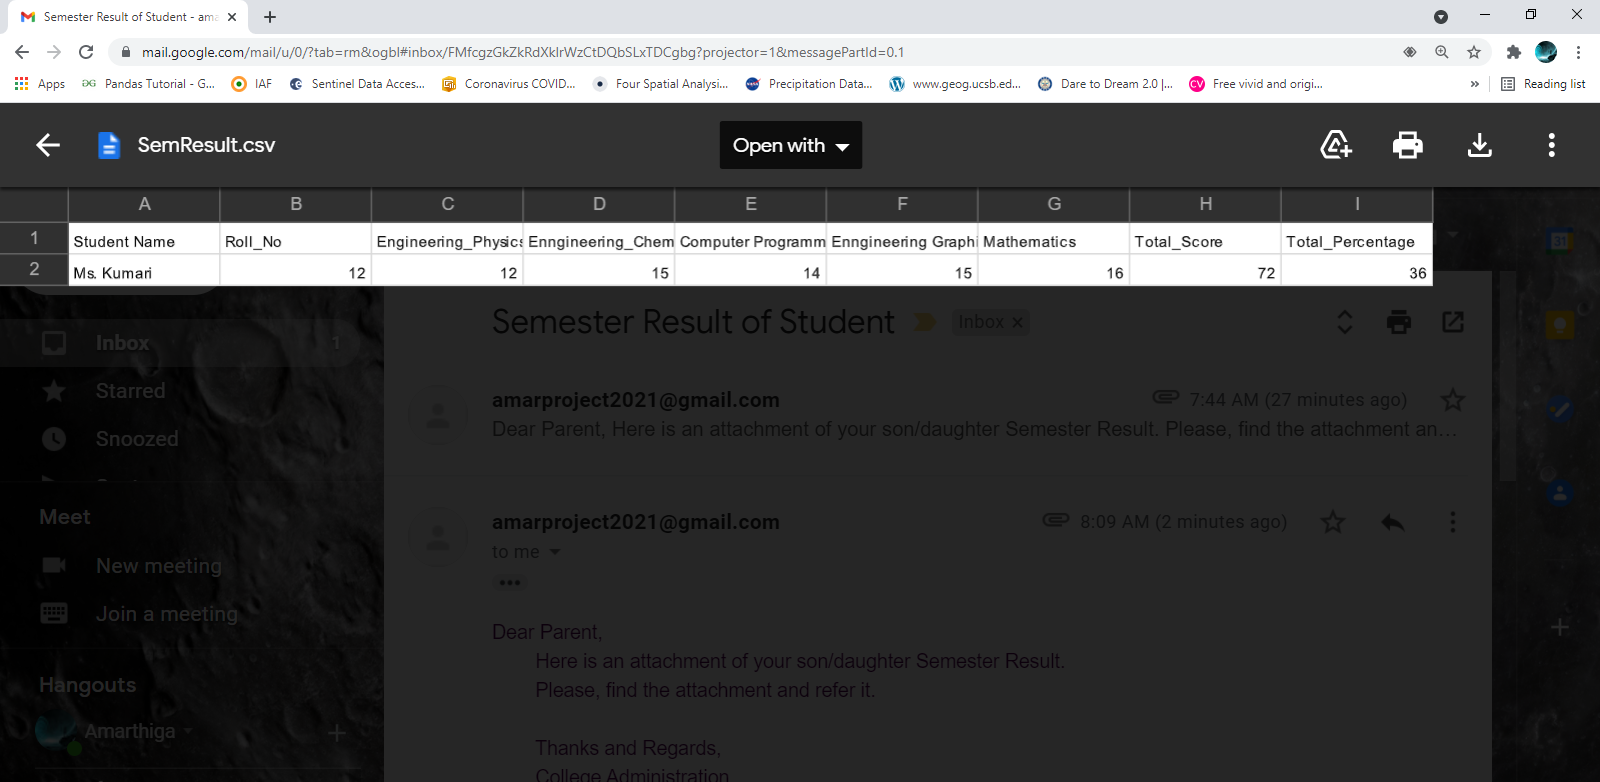 Semester Result of Student - ama
mail.google.com/mail/u/0/?tab=rm&ogbl#inbox/FMfcgzGkZkRdXkIrWzCtDQbSLxTDCgbg?projector=1&messagePartId=0.1
Apps Pandas Tutorial - G... IAF Sentinel Data Acces... Coronavirus COVID... Four Spatial Analysi... Precipitation Data... www.geog.ucsb.ed... Dare to Dream 2.0 |... CV Free vivid and origi... » Reading list
SemResult.csv Open with
A B C D E F G H I
1 Student Name Roll_No Engineering_Physics Enngineering_Chem Computer Programm Enngineering Graphi Mathematics Total_Score Total_Percentage
2 Ms. Kumari 12 12 15 14 15 16 72 36
Semester Result of Student Inbox ×
Inbox 1
Starred
Snoozed
amarproject2021@gmail.com 7:44 AM (27 minutes ago)
Dear Parent, Here is an attachment of your son/daughter Semester Result. Please, find the attachment an...
Meet
New meeting
Join a meeting
amarproject2021@gmail.com 8:09 AM (2 minutes ago)
to me
Dear Parent,
Here is an attachment of your son/daughter Semester Result.
Please, find the attachment and refer it.
Hangouts
Amarthiga
Thanks and Regards,
College Administration
31